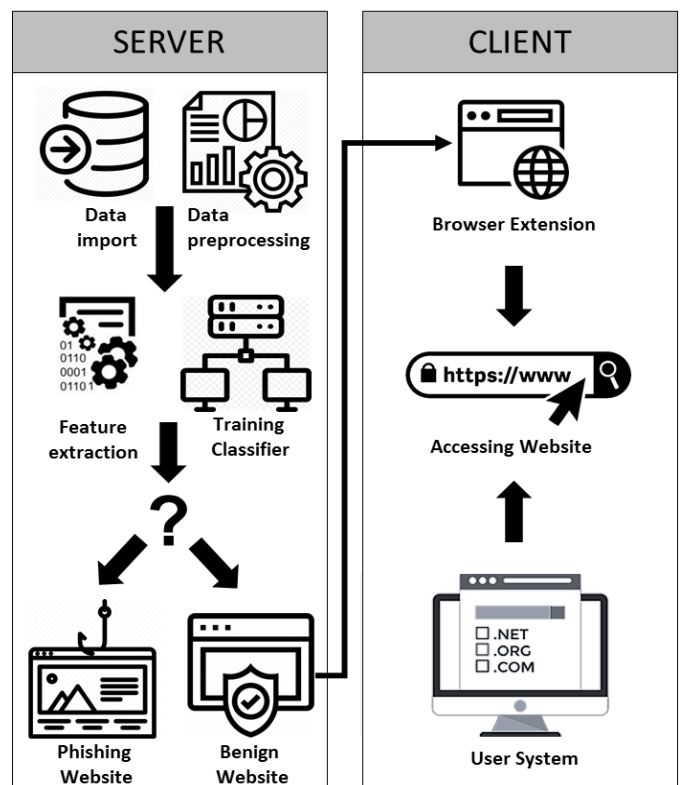 SERVER
Data
import
Data
preprocessing
01
0110
0001
01101
Feature
extraction
Training
Classifier
?
Phishing
Website
Benign
Website
CLIENT
Browser Extension
https://www
Accessing Website
.NET
.ORG
.COM
User System